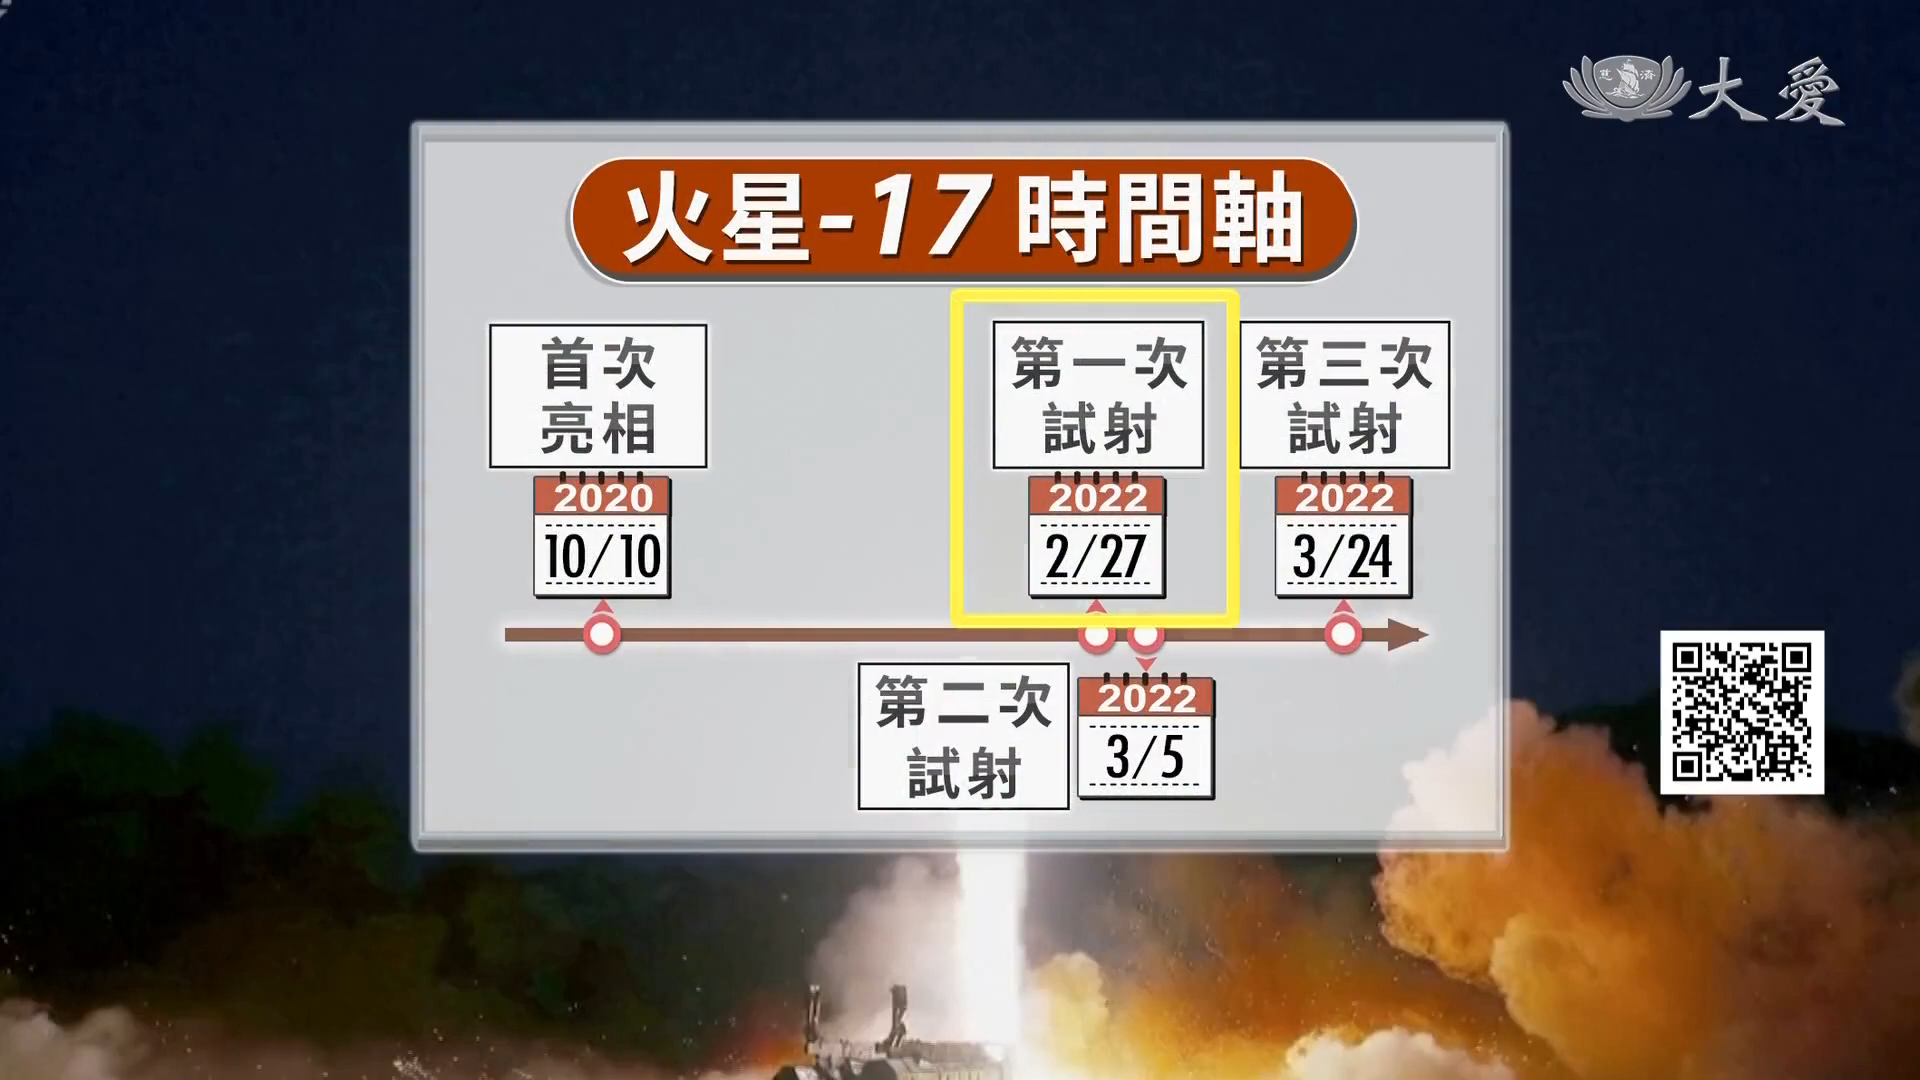 慈濟
大愛
火星-17 時間軸
首次
亮相
2020
10/10
第一次
試射
2022
2/27
第三次
試射
2022
3/24
第二次
試射
2022
3/5